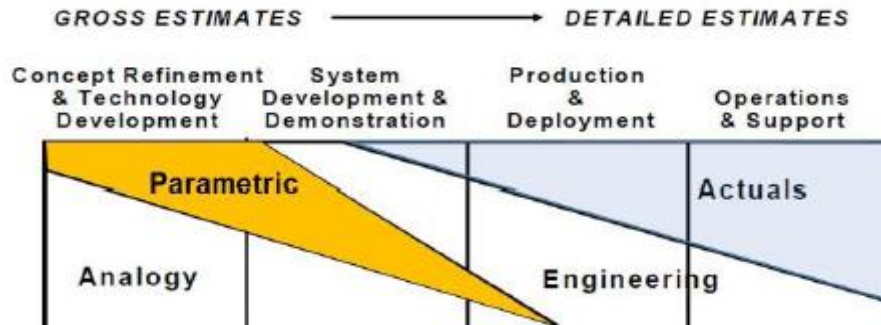 GROSS ESTIMATES
DETAILED ESTIMATES
Concept Refinement
& Technology
Development
System
Development &
Demonstration
Production
&
Deployment
Operations
& Support
Parametric
Actuals
Analogy
Engineering